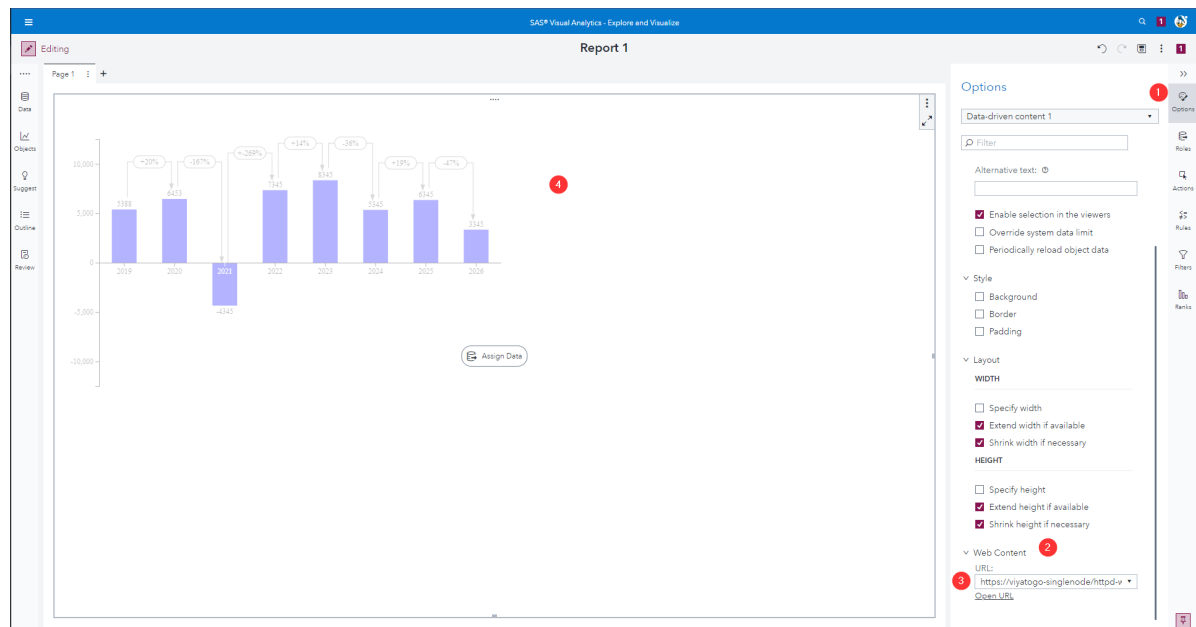 SAS® Visual Analytics - Explore and Visualize
1
Editing
Report 1
1
Page 1
Data
Objects
Suggest
Outline
Review
+20%
-167%
+-269%
+14%
-36%
+19%
-47%
10,000
5,000
0
-5,000
-10,000
5388
6453
-4345
7345
8345
5345
6345
3345
2019
2020
2021
2022
2023
2024
2025
2026
4
Assign Data
Options
1
Data-driven content 1
Filter
Alternative text:
Enable selection in the viewers
Override system data limit
Periodically reload object data
Style
Background
Border
Padding
Layout
WIDTH
Specify width
Extend width if available
Shrink width if necessary
HEIGHT
Specify height
Extend height if available
Shrink height if necessary
Web Content
2
URL:
3
https://viyatogo-singlenode/httpd-v
Open URL
Options
Roles
Actions
Rules
Filters
Ranks